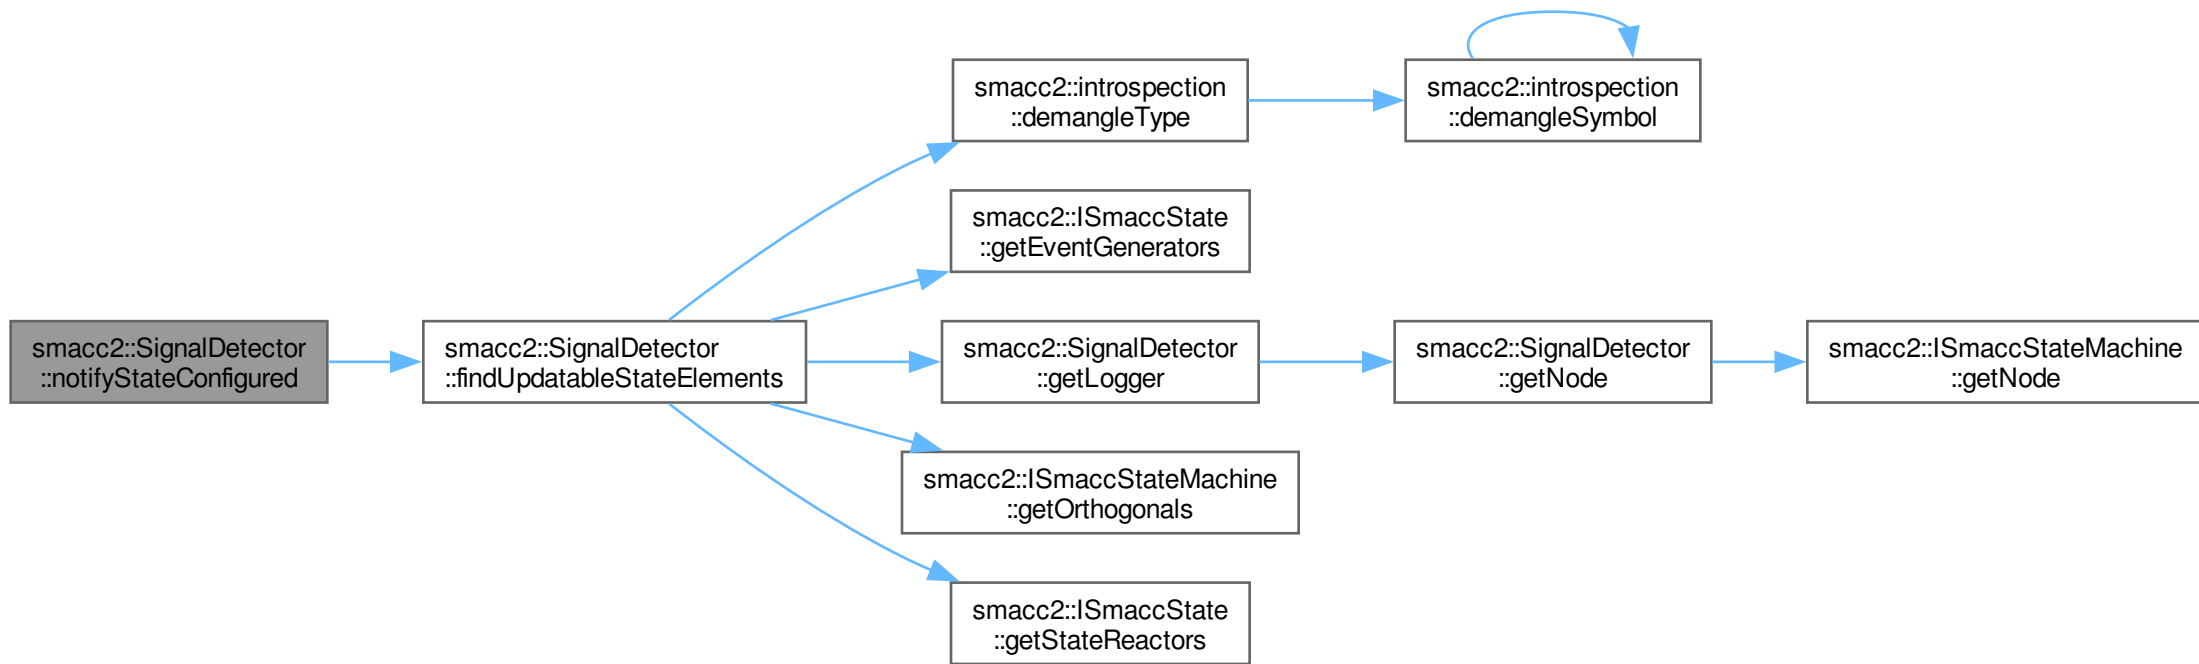 smacc2::SignalDetector
::notifyStateConfigured
smacc2::SignalDetector
::findUpdatableStateElements
smacc2::introspection
::demangleType
smacc2::introspection
::demangleSymbol
smacc2::ISmaccState
::getEventGenerators
smacc2::SignalDetector
::getLogger
smacc2::SignalDetector
::getNode
smacc2::ISmaccStateMachine
::getNode
smacc2::ISmaccStateMachine
::getOrthogonals
smacc2::ISmaccState
::getStateReactors